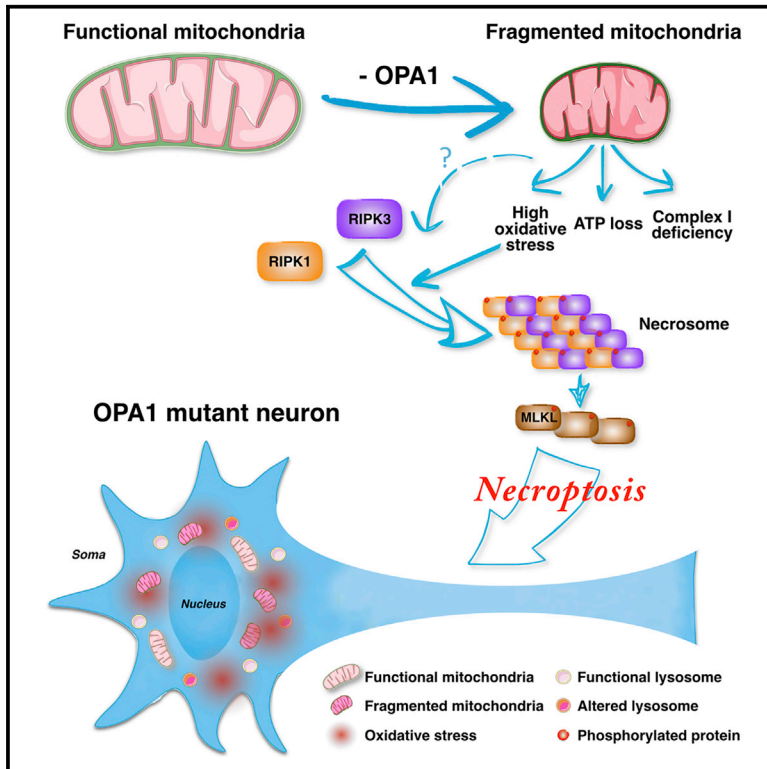 Functional mitochondria
Fragmented mitochondria
- OPA1
?
High
oxidative
stress
ATP loss
Complex I
deficiency
RIPK3
RIPK1
Necrosome
MLKL
Necroptosis
OPA1 mutant neuron
Soma
Nucleus
Functional mitochondria
Functional lysosome
Fragmented mitochondria
Altered lysosome
Oxidative stress
Phosphorylated protein